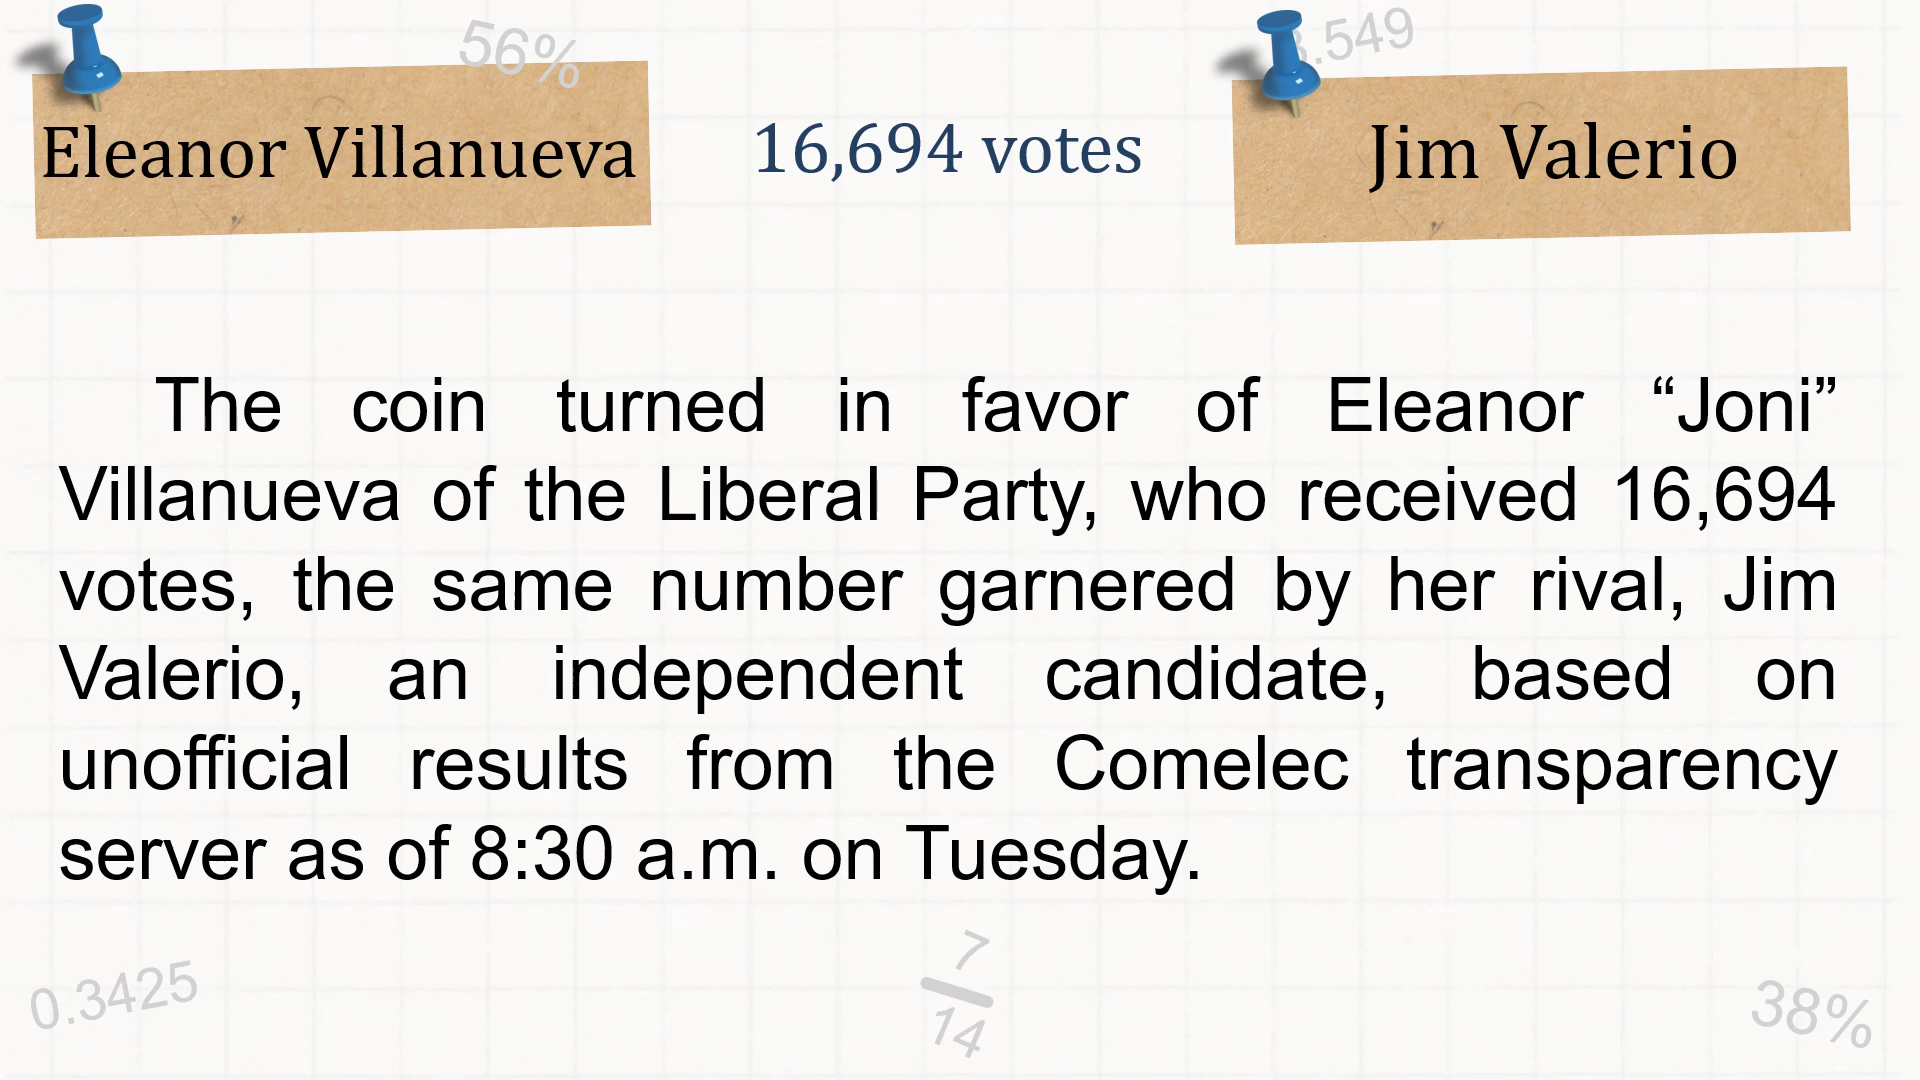 56%
.549
Eleanor Villanueva
16,694 votes
Jim Valerio
The coin turned in favor of Eleanor “Joni”
Villanueva of the Liberal Party, who received 16,694
votes, the same number garnered by her rival, Jim
Valerio, an independent candidate, based on
unofficial results from the Comelec transparency
server as of 8:30 a.m. on Tuesday.
0.3425
7
14
38%